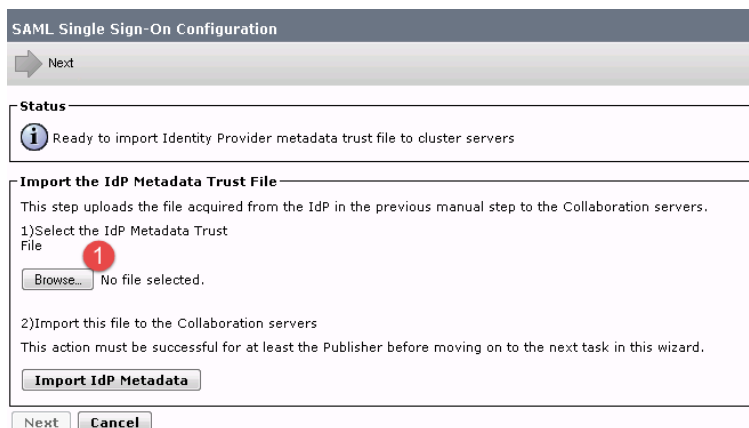 SAML Single Sign-On Configuration
Next
Status
Ready to import Identity Provider metadata trust file to cluster servers
Import the IdP Metadata Trust File
This step uploads the file acquired from the IdP in the previous manual step to the Collaboration servers.
1)Select the IdP Metadata Trust
File
1
Browse... No file selected.
2)Import this file to the Collaboration servers
This action must be successful for at least the Publisher before moving on to the next task in this wizard.
Import IdP Metadata
Next Cancel